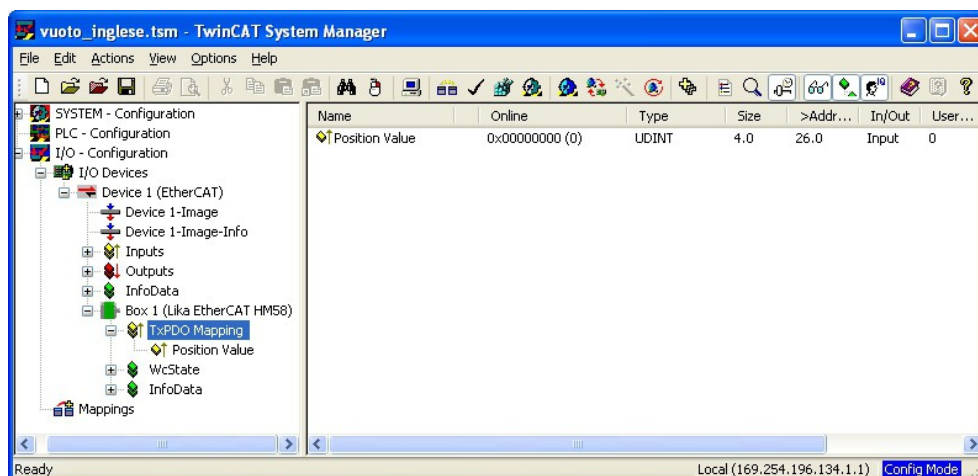 vuoto_inglese.tsm - TwinCAT System Manager
File Edit Actions View Options Help
SYSTEM - Configuration
PLC - Configuration
I/O - Configuration
I/O Devices
Device 1 (EtherCAT)
Device 1-Image
Device 1-Image-Info
Inputs
Outputs
InfoData
Box 1 (Lika EtherCAT HM58)
TxPDO Mapping
Position Value
WcState
InfoData
Mappings
Name Online Type Size >Addr... In/Out User...
Position Value 0x00000000 (0) UDINT 4.0 26.0 Input 0
Ready Local (169.254.196.134.1.1) Config Mode